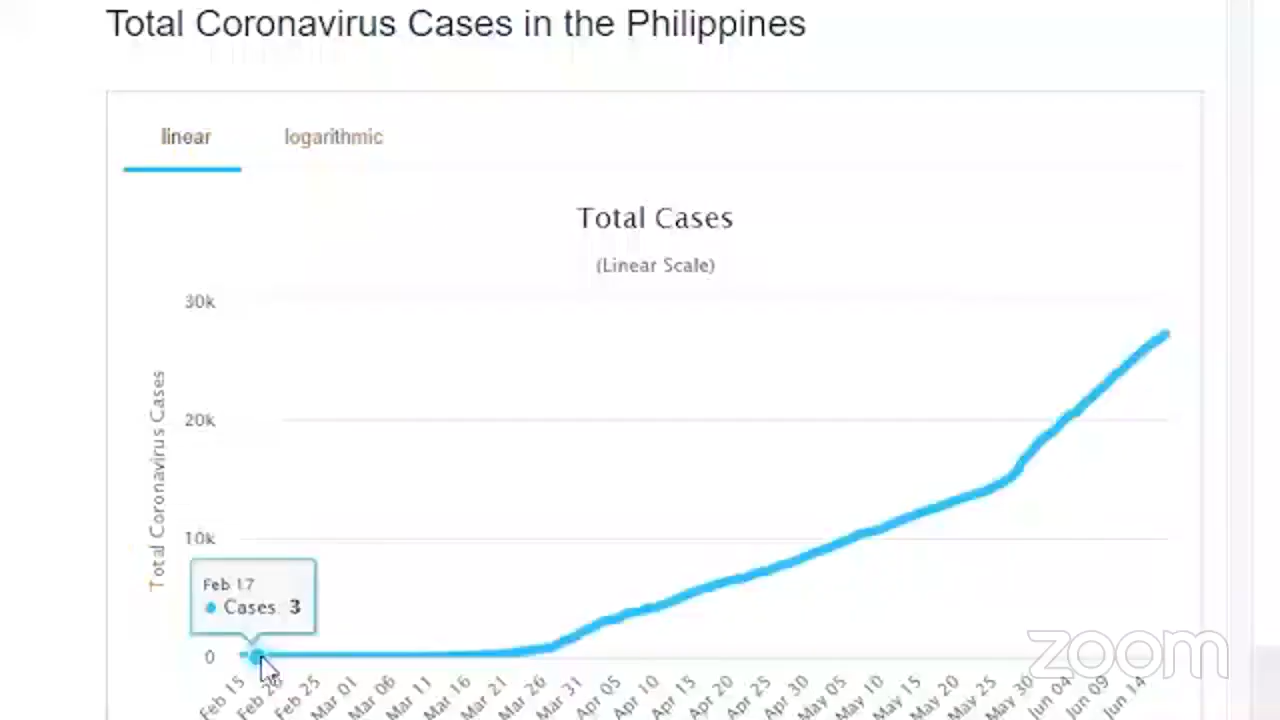 Total Coronavirus Cases in the Philippines
linear logarithmic
Total Cases
(Linear Scale)
30k
20k
10k
0
Total Coronavirus Cases
Feb 17
Cases 3
Feb 15 Feb 20 Feb 25 Mar 01 Mar 06 Mar 11 Mar 16 Mar 21 Mar 26 Mar 31 Apr 05 Apr 10 Apr 15 Apr 20 Apr 25 Apr 30 May 05 May 10 May 15 May 20 May 25 May 30 Jun 04 Jun 09 Jun 14
zoom